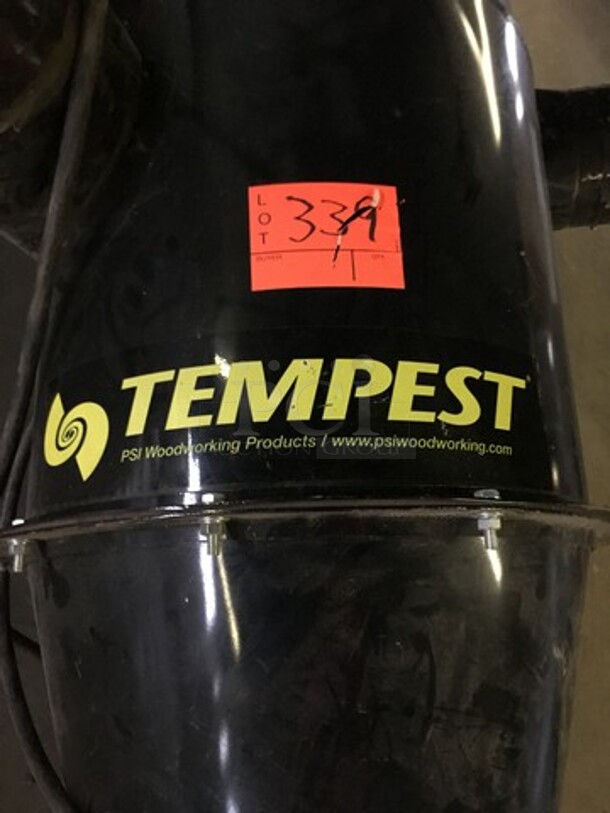 LOT 339
BUYER 1 QTY.
TEMPEST®
PSI Woodworking Products / www.psiwoodworking.com